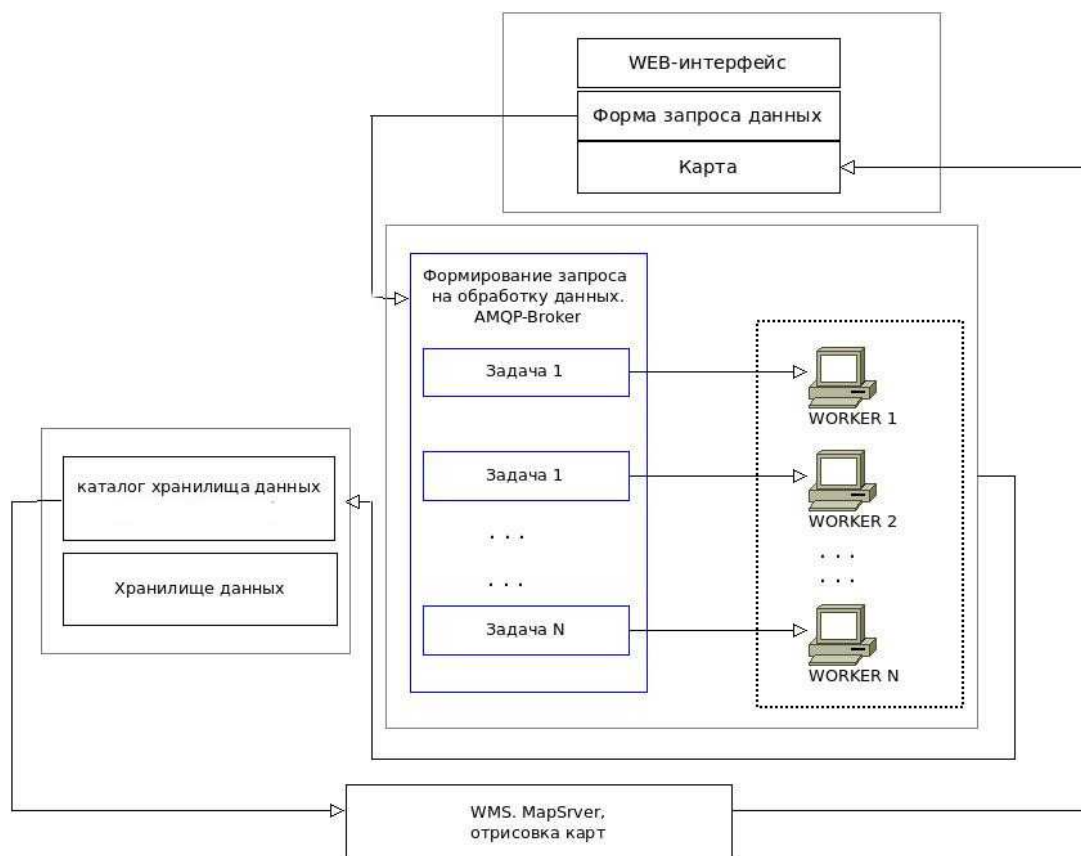 WEB-интерфейс
Форма запроса данных
Карта
Формирование запроса
на обработку данных.
AMQP-Broker
Задача 1
WORKER 1
Задача 1
WORKER 2
. . .
. . .
. . .
. . .
Задача N
WORKER N
каталог хранилища данных
Хранилище данных
WMS. MapSrver,
отрисовка карт